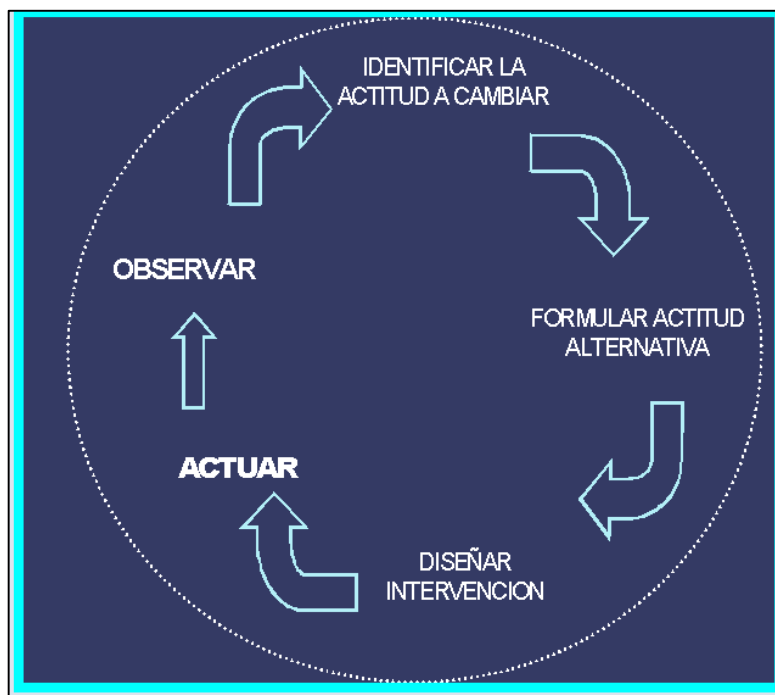 IDENTIFICAR LA
ACTITUD A CAMBIAR
FORMULAR ACTITUD
ALTERNATIVA
DISEÑAR
INTERVENCION
ACTUAR
OBSERVAR